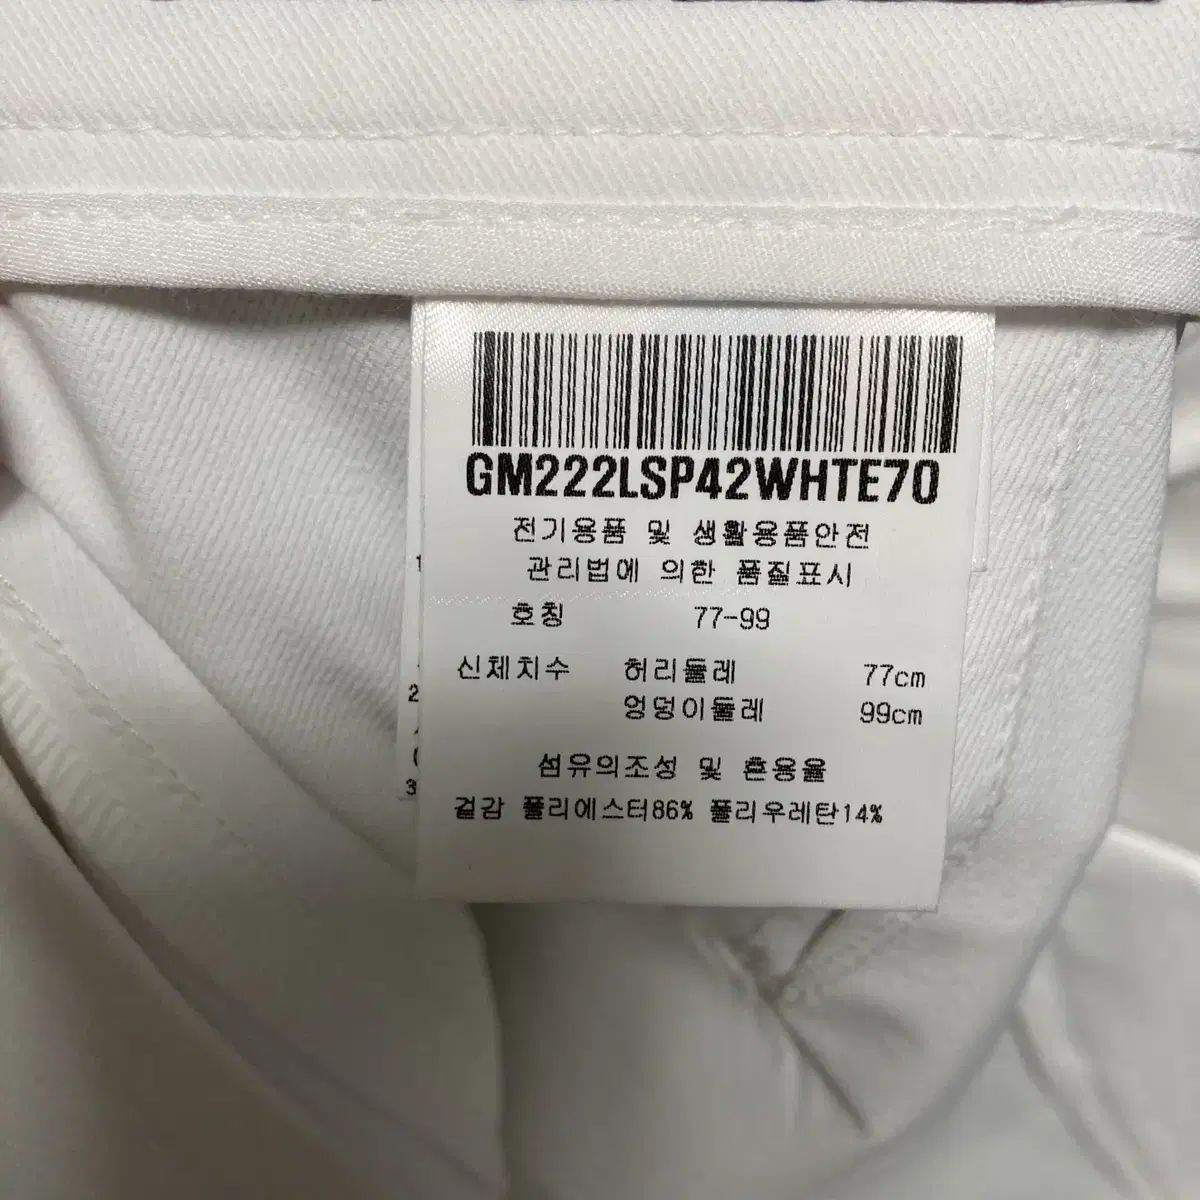 GM222LSP42WHTE70
전기용품 및 생활용품안전
관리법에 의한 품질표시
호칭 77-99
신체치수 허리둘레 77cm
엉덩이둘레 99cm
섬유의조성 및 혼용율
겉감 폴리에스터86% 폴리우레탄14%
1
2
3